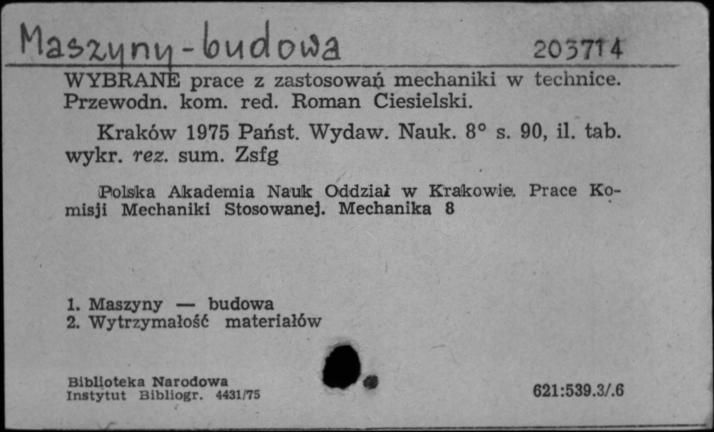 Maszyny - budowa 203714
WYBRANE prace z zastosowań mechaniki w technice.
Przewodn. kom. red. Roman Ciesielski.
Kraków 1975 Państ. Wydaw. Nauk. 8° s. 90, il. tab.
wykr. rez. sum. Zsfg
Polska Akademia Nauk Oddział w Krakowie. Prace Ko-
misji Mechaniki Stosowanej. Mechanika 8
1. Maszyny — budowa
2. Wytrzymałość materiałów
Biblioteka Narodowa
Instytut Bibliogr. 4431/75 621:539.3/.6